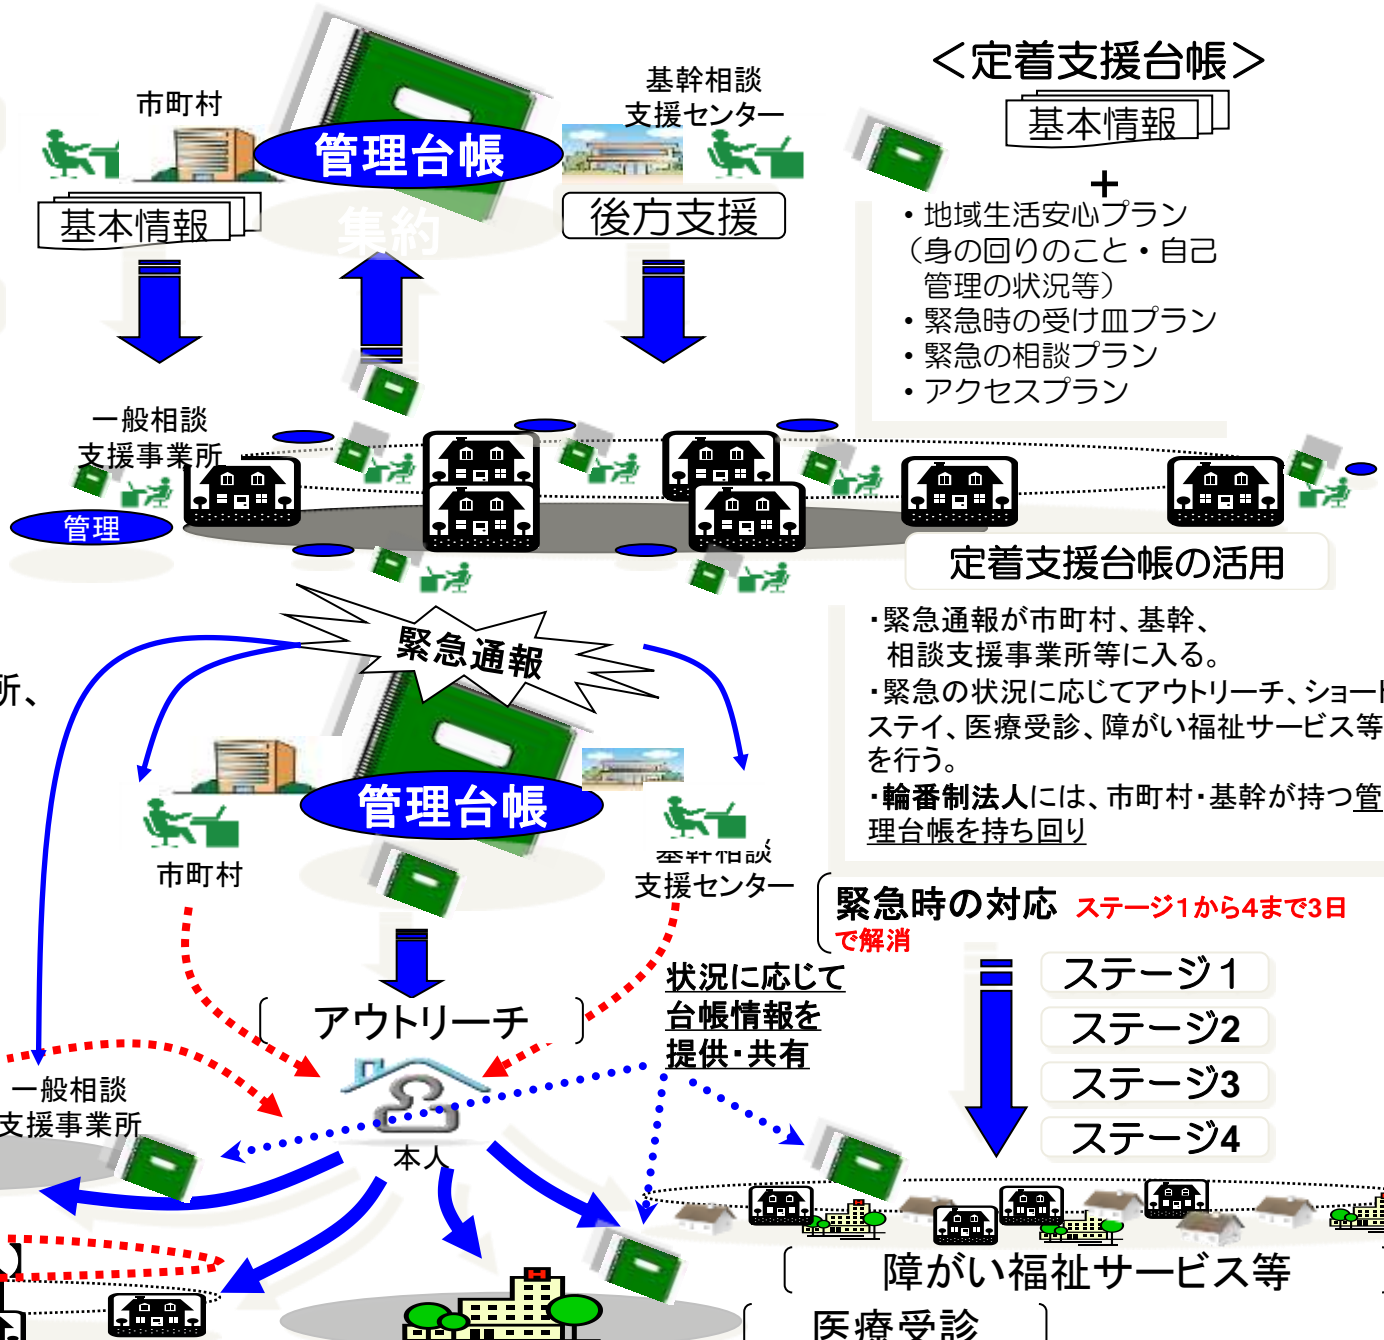 市町村
基本情報
管理台帳
集約
基幹相談
支援センター
後方支援
＜定着支援台帳＞
基本情報
＋
・地域生活安心プラン
（身の回りのこと・自己
管理の状況等）
・緊急時の受け皿プラン
・緊急の相談プラン
・アクセスプラン
一般相談
支援事業所
管理
定着支援台帳の活用
・緊急通報が市町村、基幹、
相談支援事業所等に入る。
・緊急の状況に応じてアウトリーチ、ショート
ステイ、医療受診、障がい福祉サービス等
を行う。
・輪番制法人には、市町村・基幹が持つ管
理台帳を持ち回り
緊急通報
所、
管理台帳
市町村
基幹相談
支援センター
緊急時の対応 ステージ1から4まで3日
で解消
ステージ1
ステージ2
ステージ3
ステージ4
状況に応じて
台帳情報を
提供・共有
アウトリーチ
本人
一般相談
支援事業所
障がい福祉サービス等
医療受診